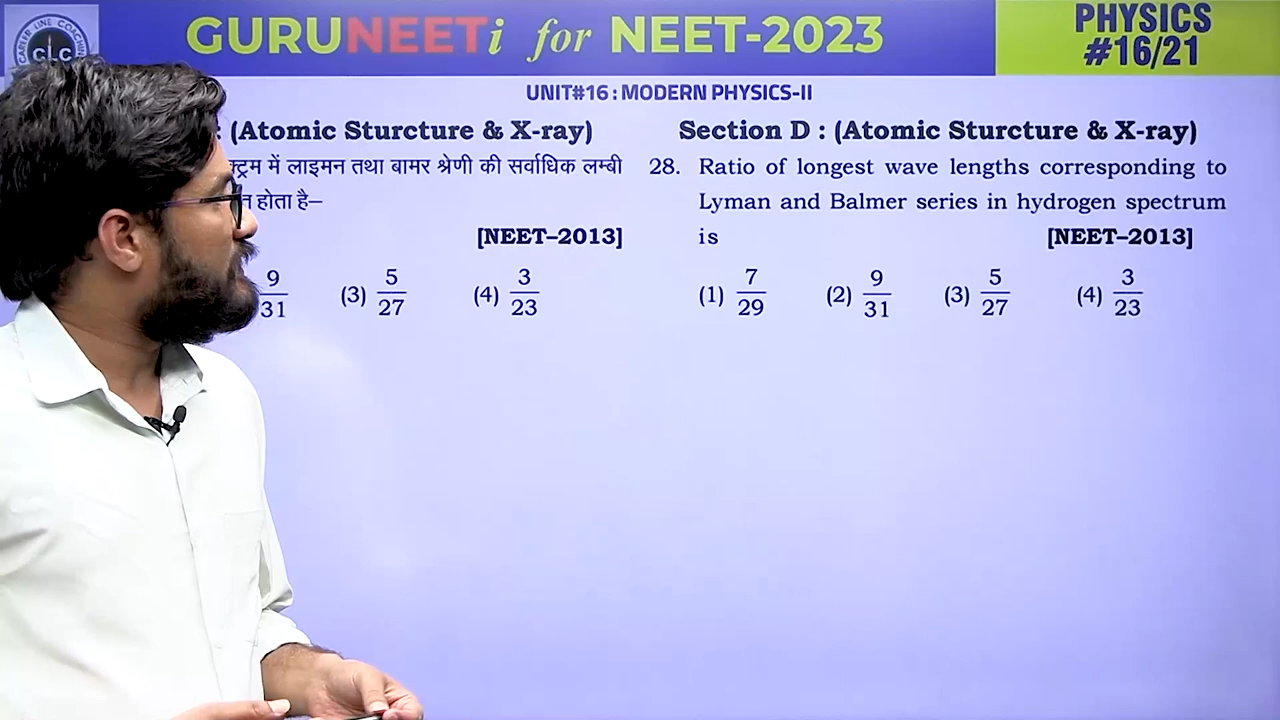 CLC
GURUNEETi for NEET-2023
PHYSICS
#16/21
UNIT#16 : MODERN PHYSICS-II
: (Atomic Sturcture & X-ray)
में लाइमन तथा बामर श्रेणी की सर्वाधिक लम्बी
होता है–
[NEET–2013]
9/31 (3) 5/27 (4) 3/23
Section D : (Atomic Sturcture & X-ray)
28. Ratio of longest wave lengths corresponding to
Lyman and Balmer series in hydrogen spectrum
is [NEET–2013]
(1) 7/29 (2) 9/31 (3) 5/27 (4) 3/23